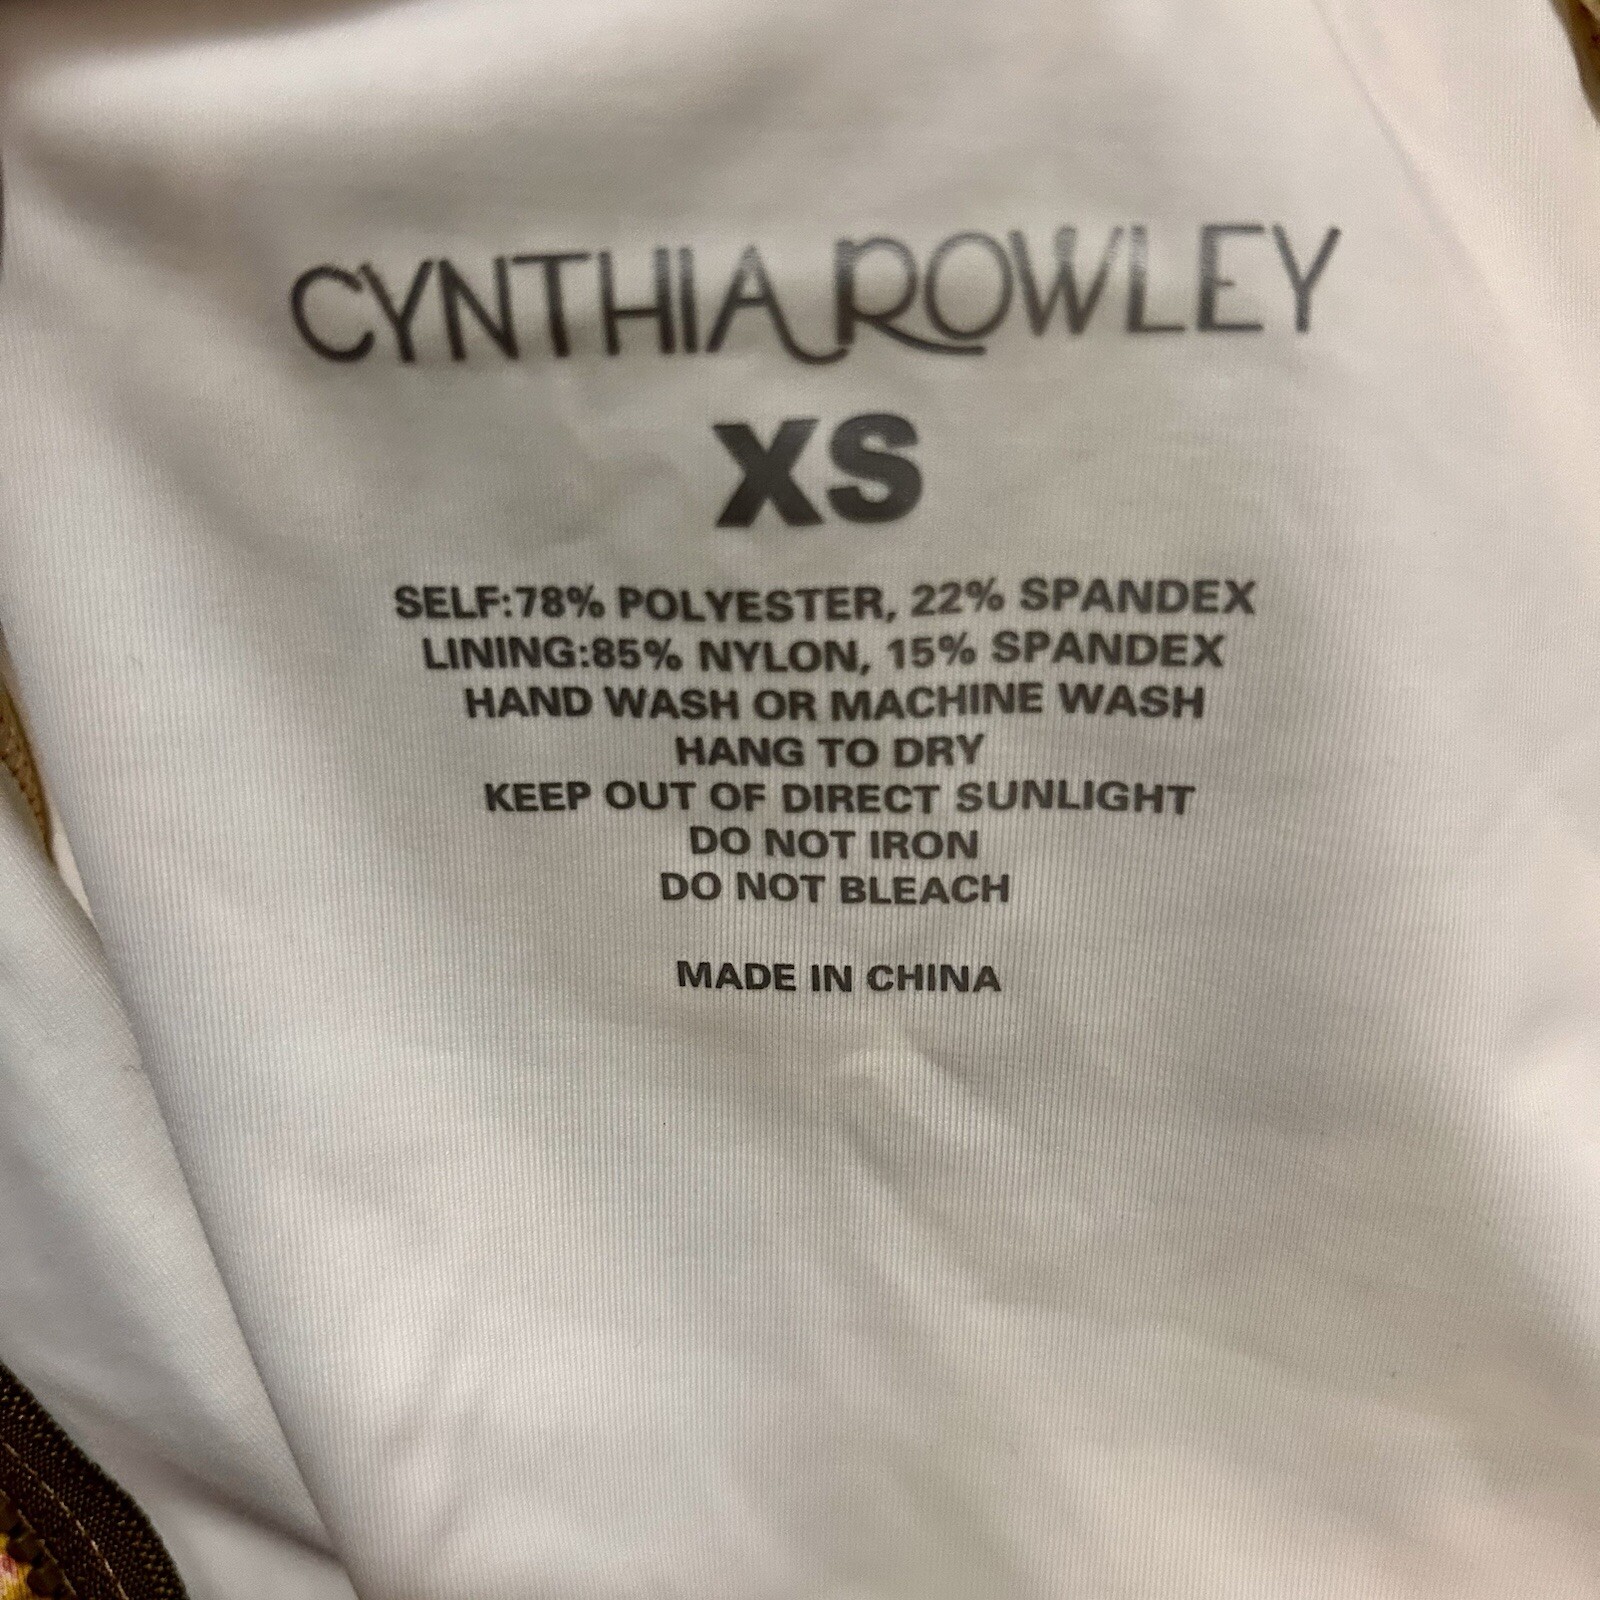 CYNTHIA ROWLEY
XS
SELF:78% POLYESTER, 22% SPANDEX
LINING:85% NYLON, 15% SPANDEX
HAND WASH OR MACHINE WASH
HANG TO DRY
KEEP OUT OF DIRECT SUNLIGHT
DO NOT IRON
DO NOT BLEACH
MADE IN CHINA